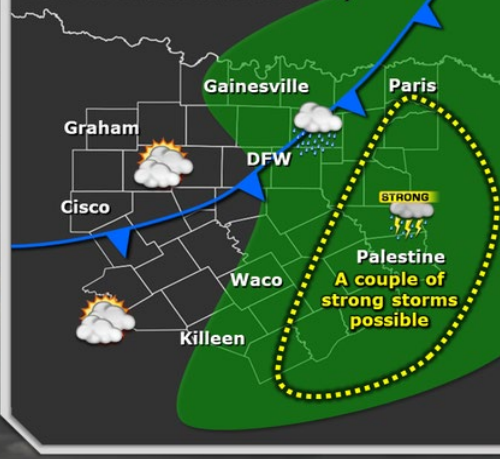 Gainesville
Paris
Graham
DFW
STRONG
Cisco
Palestine
Waco
A couple of
strong storms
possible
Killeen